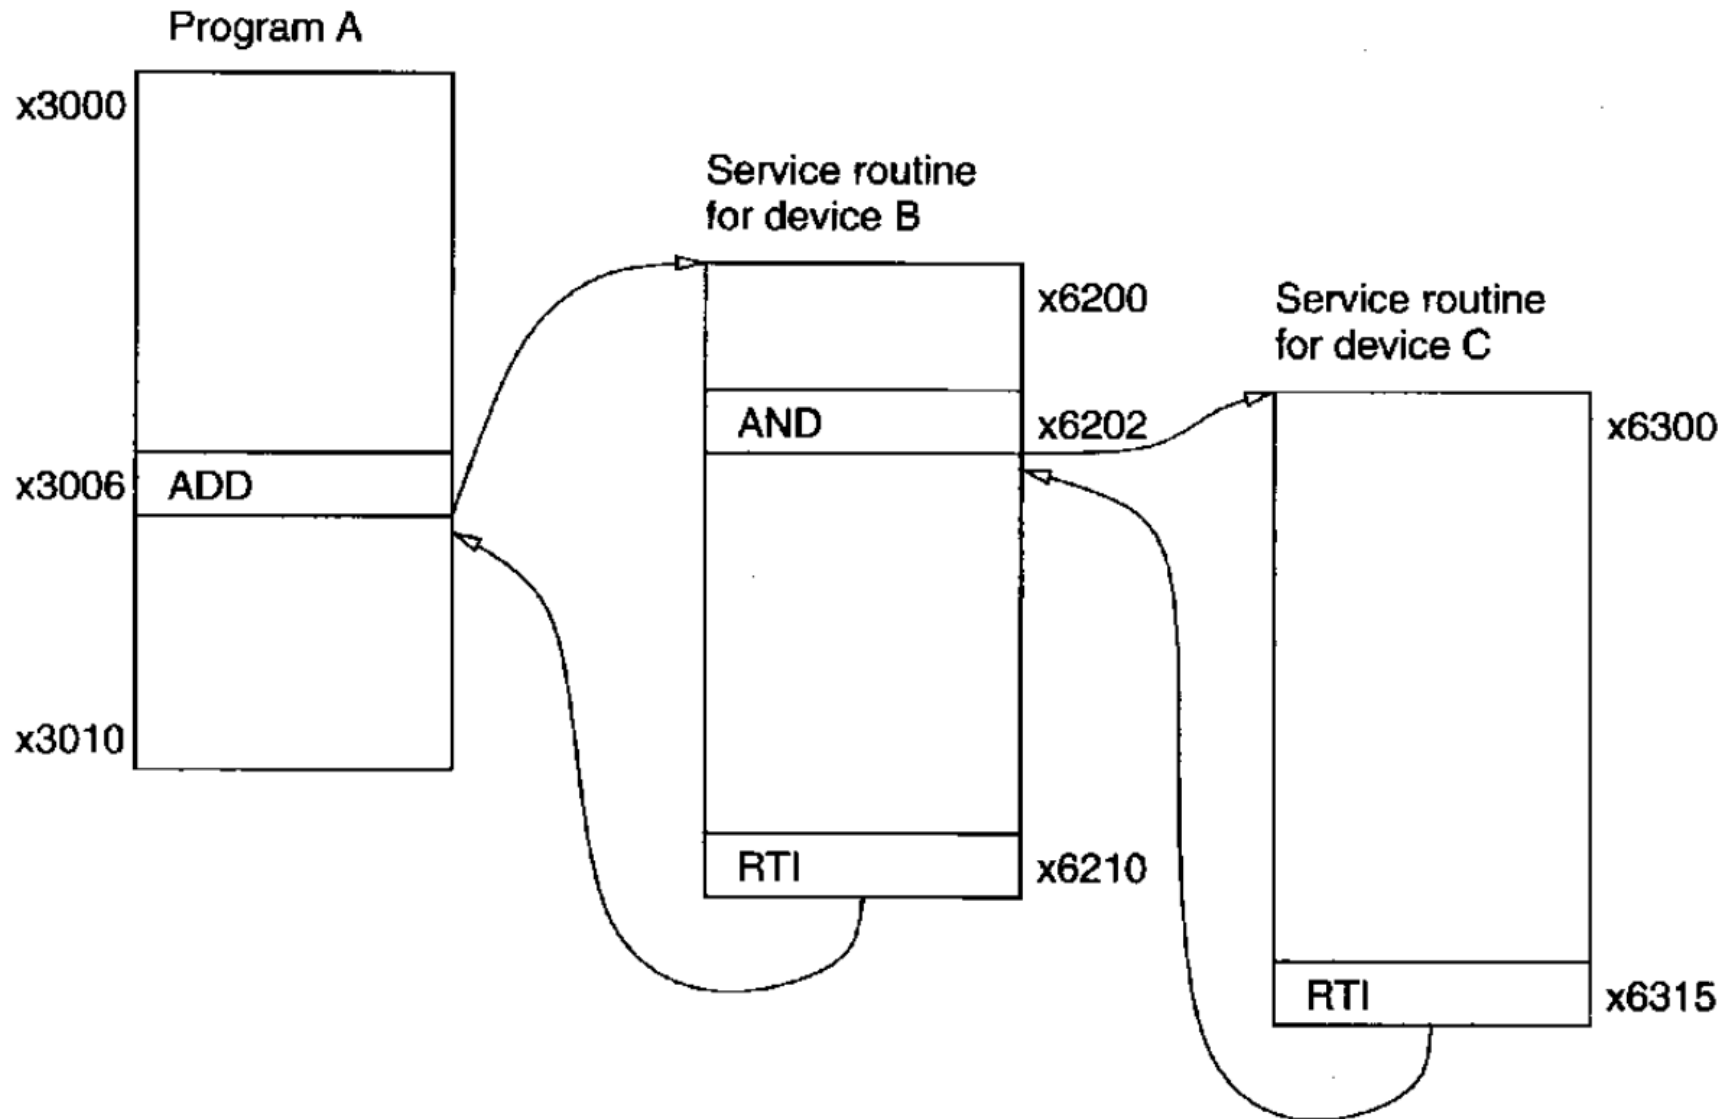 Program A
x3000
x3006
ADD
x3010
Service routine
for device B
x6200
AND
x6202
RTI
x6210
Service routine
for device C
x6300
RTI
x6315